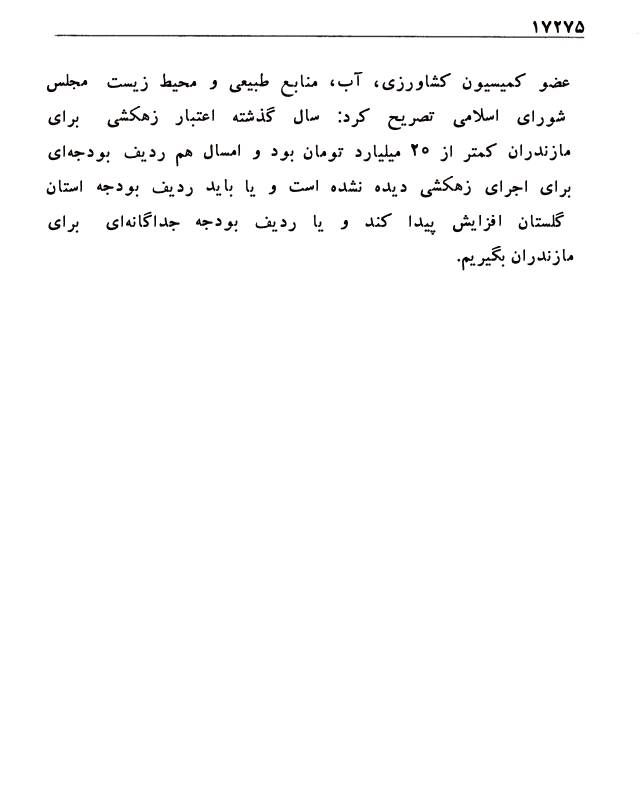 ۱۷۲۷۵
عضو کمیسیون کشاورزی، آب، منابع طبیعی و محیط زیست مجلس
شورای اسلامی تصریح کرد: سال گذشته اعتبار زهکشی برای
مازندران کمتر از ۲۰ میلیارد تومان بود و امسال هم ردیف بودجه‌ای
برای اجرای زهکشی دیده نشده است و یا باید ردیف بودجه استان
گلستان افزایش پیدا کند و یا ردیف بودجه جداگانه‌ای برای
مازندران بگیریم.